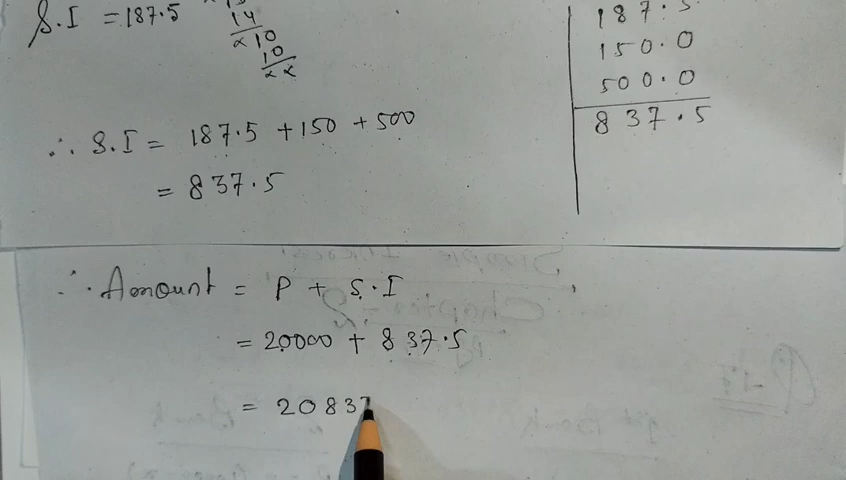 S.I = 187.5
14
× 10
10
× ×
187.5
150.0
500.0
837.5
∴ S.I = 187.5 + 150 + 500
= 837.5
∴ Amount = P + S.I
= 20000 + 837.5
= 20837